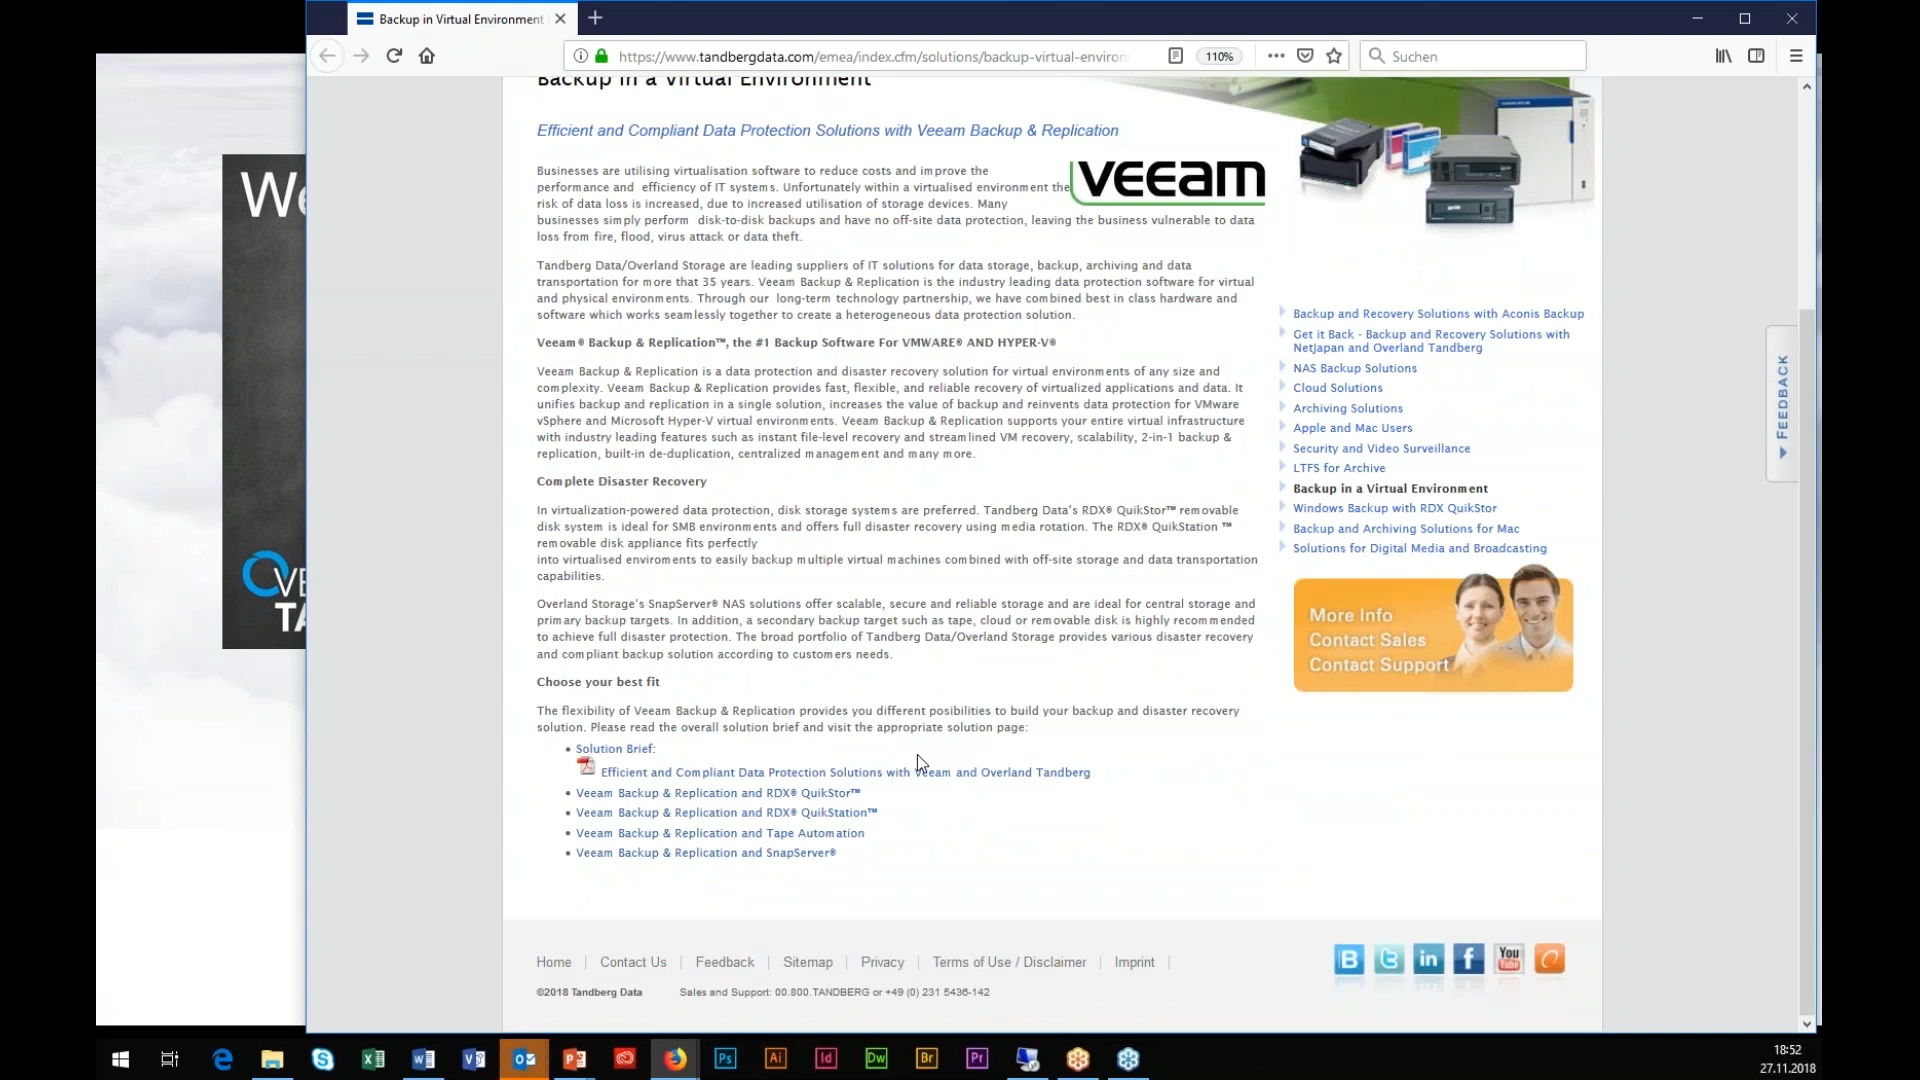 Backup in Virtual Environment
https://www.tandbergdata.com/emea/index.cfm/solutions/backup-virtual-environ
110%
Suchen
We
OVE
TA
Backup in a Virtual Environment
Efficient and Compliant Data Protection Solutions with Veeam Backup & Replication
veeam
Businesses are utilising virtualisation software to reduce costs and improve the
performance and efficiency of IT systems. Unfortunately within a virtualised environment the
risk of data loss is increased, due to increased utilisation of storage devices. Many
businesses simply perform disk-to-disk backups and have no off-site data protection, leaving the business vulnerable to data
loss from fire, flood, virus attack or data theft.
Tandberg Data/Overland Storage are leading suppliers of IT solutions for data storage, backup, archiving and data
transportation for more that 35 years. Veeam Backup & Replication is the industry leading data protection software for virtual
and physical environments. Through our long-term technology partnership, we have combined best in class hardware and
software which works seamlessly together to create a heterogeneous data protection solution.
Veeam® Backup & Replication™, the #1 Backup Software For VMWARE® AND HYPER-V®
Veeam Backup & Replication is a data protection and disaster recovery solution for virtual environments of any size and
complexity. Veeam Backup & Replication provides fast, flexible, and reliable recovery of virtualized applications and data. It
unifies backup and replication in a single solution, increases the value of backup and reinvents data protection for VMware
vSphere and Microsoft Hyper-V virtual environments. Veeam Backup & Replication supports your entire virtual infrastructure
with industry leading features such as instant file-level recovery and streamlined VM recovery, scalability, 2-in-1 backup &
replication, built-in de-duplication, centralized management and many more.
Complete Disaster Recovery
In virtualization-powered data protection, disk storage systems are preferred. Tandberg Data's RDX® QuikStor™ removable
disk system is ideal for SMB environments and offers full disaster recovery using media rotation. The RDX® QuikStation ™
removable disk appliance fits perfectly
into virtualised enviroments to easily backup multiple virtual machines combined with off-site storage and data transportation
capabilities.
Overland Storage's SnapServer® NAS solutions offer scalable, secure and reliable storage and are ideal for central storage and
primary backup targets. In addition, a secondary backup target such as tape, cloud or removable disk is highly recommended
to achieve full disaster protection. The broad portfolio of Tandberg Data/Overland Storage provides various disaster recovery
and compliant backup solution according to customers needs.
Choose your best fit
The flexibility of Veeam Backup & Replication provides you different posibilities to build your backup and disaster recovery
solution. Please read the overall solution brief and visit the appropriate solution page:
• Solution Brief:
Efficient and Compliant Data Protection Solutions with Veeam and Overland Tandberg
• Veeam Backup & Replication and RDX® QuikStor™
• Veeam Backup & Replication and RDX® QuikStation™
• Veeam Backup & Replication and Tape Automation
• Veeam Backup & Replication and SnapServer®
Backup and Recovery Solutions with Aconis Backup
Get it Back - Backup and Recovery Solutions with
NetJapan and Overland Tandberg
NAS Backup Solutions
Cloud Solutions
Archiving Solutions
Apple and Mac Users
Security and Video Surveillance
LTFS for Archive
Backup in a Virtual Environment
Windows Backup with RDX QuikStor
Backup and Archiving Solutions for Mac
Solutions for Digital Media and Broadcasting
More Info
Contact Sales
Contact Support
FEEDBACK
Home | Contact Us | Feedback | Sitemap | Privacy | Terms of Use / Disclaimer | Imprint |
©2018 Tandberg Data Sales and Support: 00.800.TANDBERG or +49 (0) 231 5436-142
B t in f You Tube
Ps Ai Id Dw Br Pr
18:52
27.11.2018